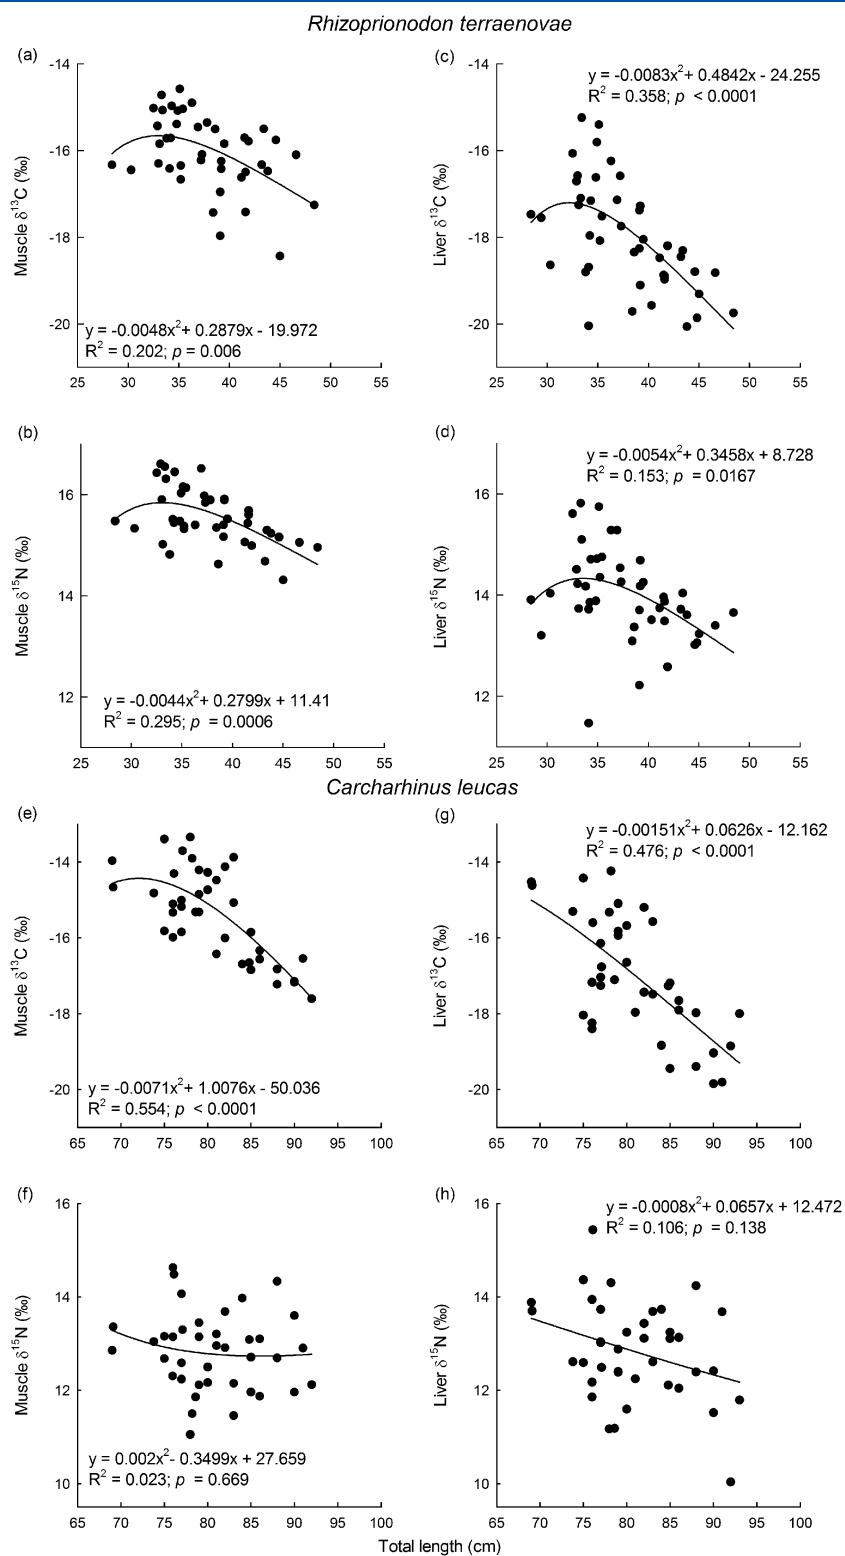 Rhizoprionodon terraenovae
(a)
-14
-16
-18
-20
Muscle δ13C (‰)
y = -0.0048x2+ 0.2879x - 19.972
R2 = 0.202; p = 0.006
25 30 35 40 45 50 55
(c)
-14
-16
-18
-20
Liver δ13C (‰)
y = -0.0083x2+ 0.4842x - 24.255
R2 = 0.358; p < 0.0001
25 30 35 40 45 50 55
(b)
16
14
12
Muscle δ15N (‰)
y = -0.0044x2+ 0.2799x + 11.41
R2 = 0.295; p = 0.0006
25 30 35 40 45 50 55
(d)
16
14
12
Liver δ15N (‰)
y = -0.0054x2+ 0.3458x + 8.728
R2 = 0.153; p = 0.0167
25 30 35 40 45 50 55
Carcharhinus leucas
(e)
-14
-16
-18
-20
Muscle δ13C (‰)
y = -0.0071x2+ 1.0076x - 50.036
R2 = 0.554; p < 0.0001
65 70 75 80 85 90 95 100
(g)
-14
-16
-18
-20
Liver δ13C (‰)
y = -0.00151x2+ 0.0626x - 12.162
R2 = 0.476; p < 0.0001
65 70 75 80 85 90 95 100
(f)
16
14
12
10
Muscle δ15N (‰)
y = 0.002x2- 0.3499x + 27.659
R2 = 0.023; p = 0.669
65 70 75 80 85 90 95 100
(h)
16
14
12
10
Liver δ15N (‰)
y = -0.0008x2+ 0.0657x + 12.472
R2 = 0.106; p = 0.138
65 70 75 80 85 90 95 100
Total length (cm)